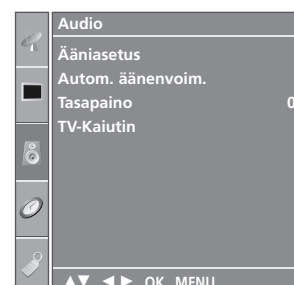 Audio
Ääniasetus
Autom. äänenvoim.
Tasapaino 0
TV-Kaiutin
▲▼ ◀ ▶ OK MENU